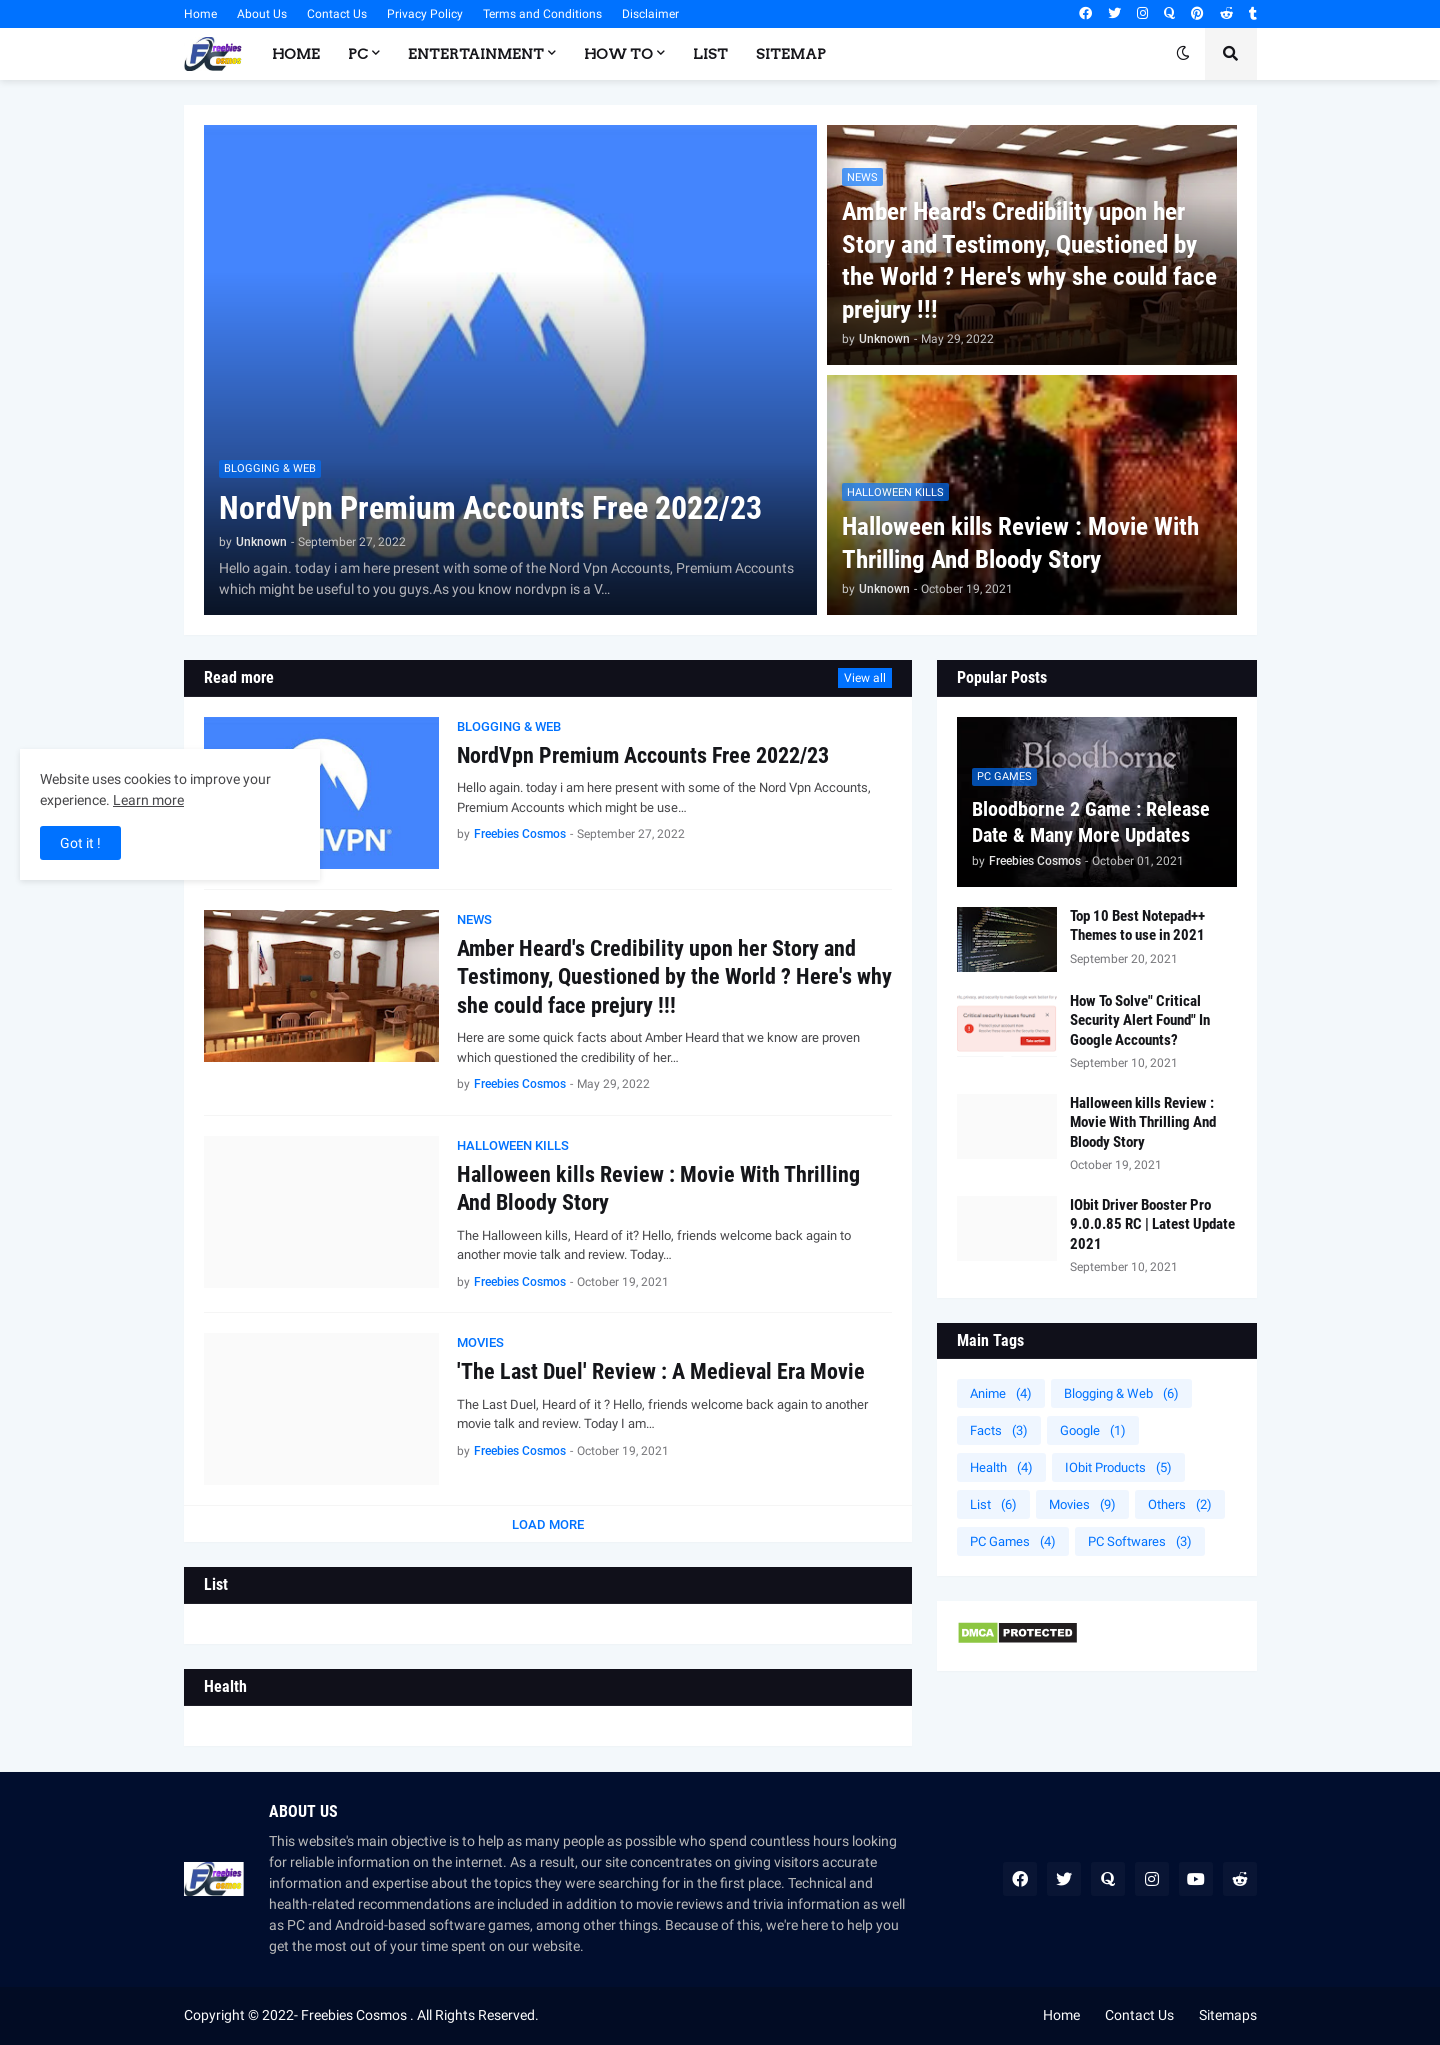 Home About Us Contact Us Privacy Policy Terms and Conditions Disclaimer
Freebies Cosmos
HOME PC ENTERTAINMENT HOW TO LIST SITEMAP
NordVPN®
BLOGGING & WEB
NordVpn Premium Accounts Free 2022/23
by Unknown - September 27, 2022
Hello again. today i am here present with some of the Nord Vpn Accounts, Premium Accounts
which might be useful to you guys.As you know nordvpn is a V…
NEWS
Amber Heard's Credibility upon her
Story and Testimony, Questioned by
the World ? Here's why she could face
prejury !!!
by Unknown - May 29, 2022
HALLOWEEN KILLS
Halloween kills Review : Movie With
Thrilling And Bloody Story
by Unknown - October 19, 2021
Read more
View all
BLOGGING & WEB
NordVpn Premium Accounts Free 2022/23
Hello again. today i am here present with some of the Nord Vpn Accounts,
Premium Accounts which might be use…
by Freebies Cosmos - September 27, 2022
Website uses cookies to improve your
experience. Learn more
Got it !
NEWS
Amber Heard's Credibility upon her Story and
Testimony, Questioned by the World ? Here's why
she could face prejury !!!
Here are some quick facts about Amber Heard that we know are proven
which questioned the credibility of her…
by Freebies Cosmos - May 29, 2022
HALLOWEEN KILLS
Halloween kills Review : Movie With Thrilling
And Bloody Story
The Halloween kills, Heard of it? Hello, friends welcome back again to
another movie talk and review. Today…
by Freebies Cosmos - October 19, 2021
MOVIES
'The Last Duel' Review : A Medieval Era Movie
The Last Duel, Heard of it ? Hello, friends welcome back again to another
movie talk and review. Today I am…
by Freebies Cosmos - October 19, 2021
LOAD MORE
List
Health
Popular Posts
Bloodborne
PC GAMES
Bloodborne 2 Game : Release
Date & Many More Updates
by Freebies Cosmos - October 01, 2021
Top 10 Best Notepad++
Themes to use in 2021
September 20, 2021
Critical security issues found
Take action
How To Solve" Critical
Security Alert Found" In
Google Accounts?
September 10, 2021
Halloween kills Review :
Movie With Thrilling And
Bloody Story
October 19, 2021
IObit Driver Booster Pro
9.0.0.85 RC | Latest Update
2021
September 10, 2021
Main Tags
Anime (4) Blogging & Web (6)
Facts (3) Google (1)
Health (4) IObit Products (5)
List (6) Movies (9) Others (2)
PC Games (4) PC Softwares (3)
DMCA PROTECTED
Freebies Cosmos
ABOUT US
This website's main objective is to help as many people as possible who spend countless hours looking
for reliable information on the internet. As a result, our site concentrates on giving visitors accurate
information and expertise about the topics they were searching for in the first place. Technical and
health-related recommendations are included in addition to movie reviews and trivia information as well
as PC and Android-based software games, among other things. Because of this, we're here to help you
get the most out of your time spent on our website.
Copyright © 2022- Freebies Cosmos . All Rights Reserved.
Home Contact Us Sitemaps